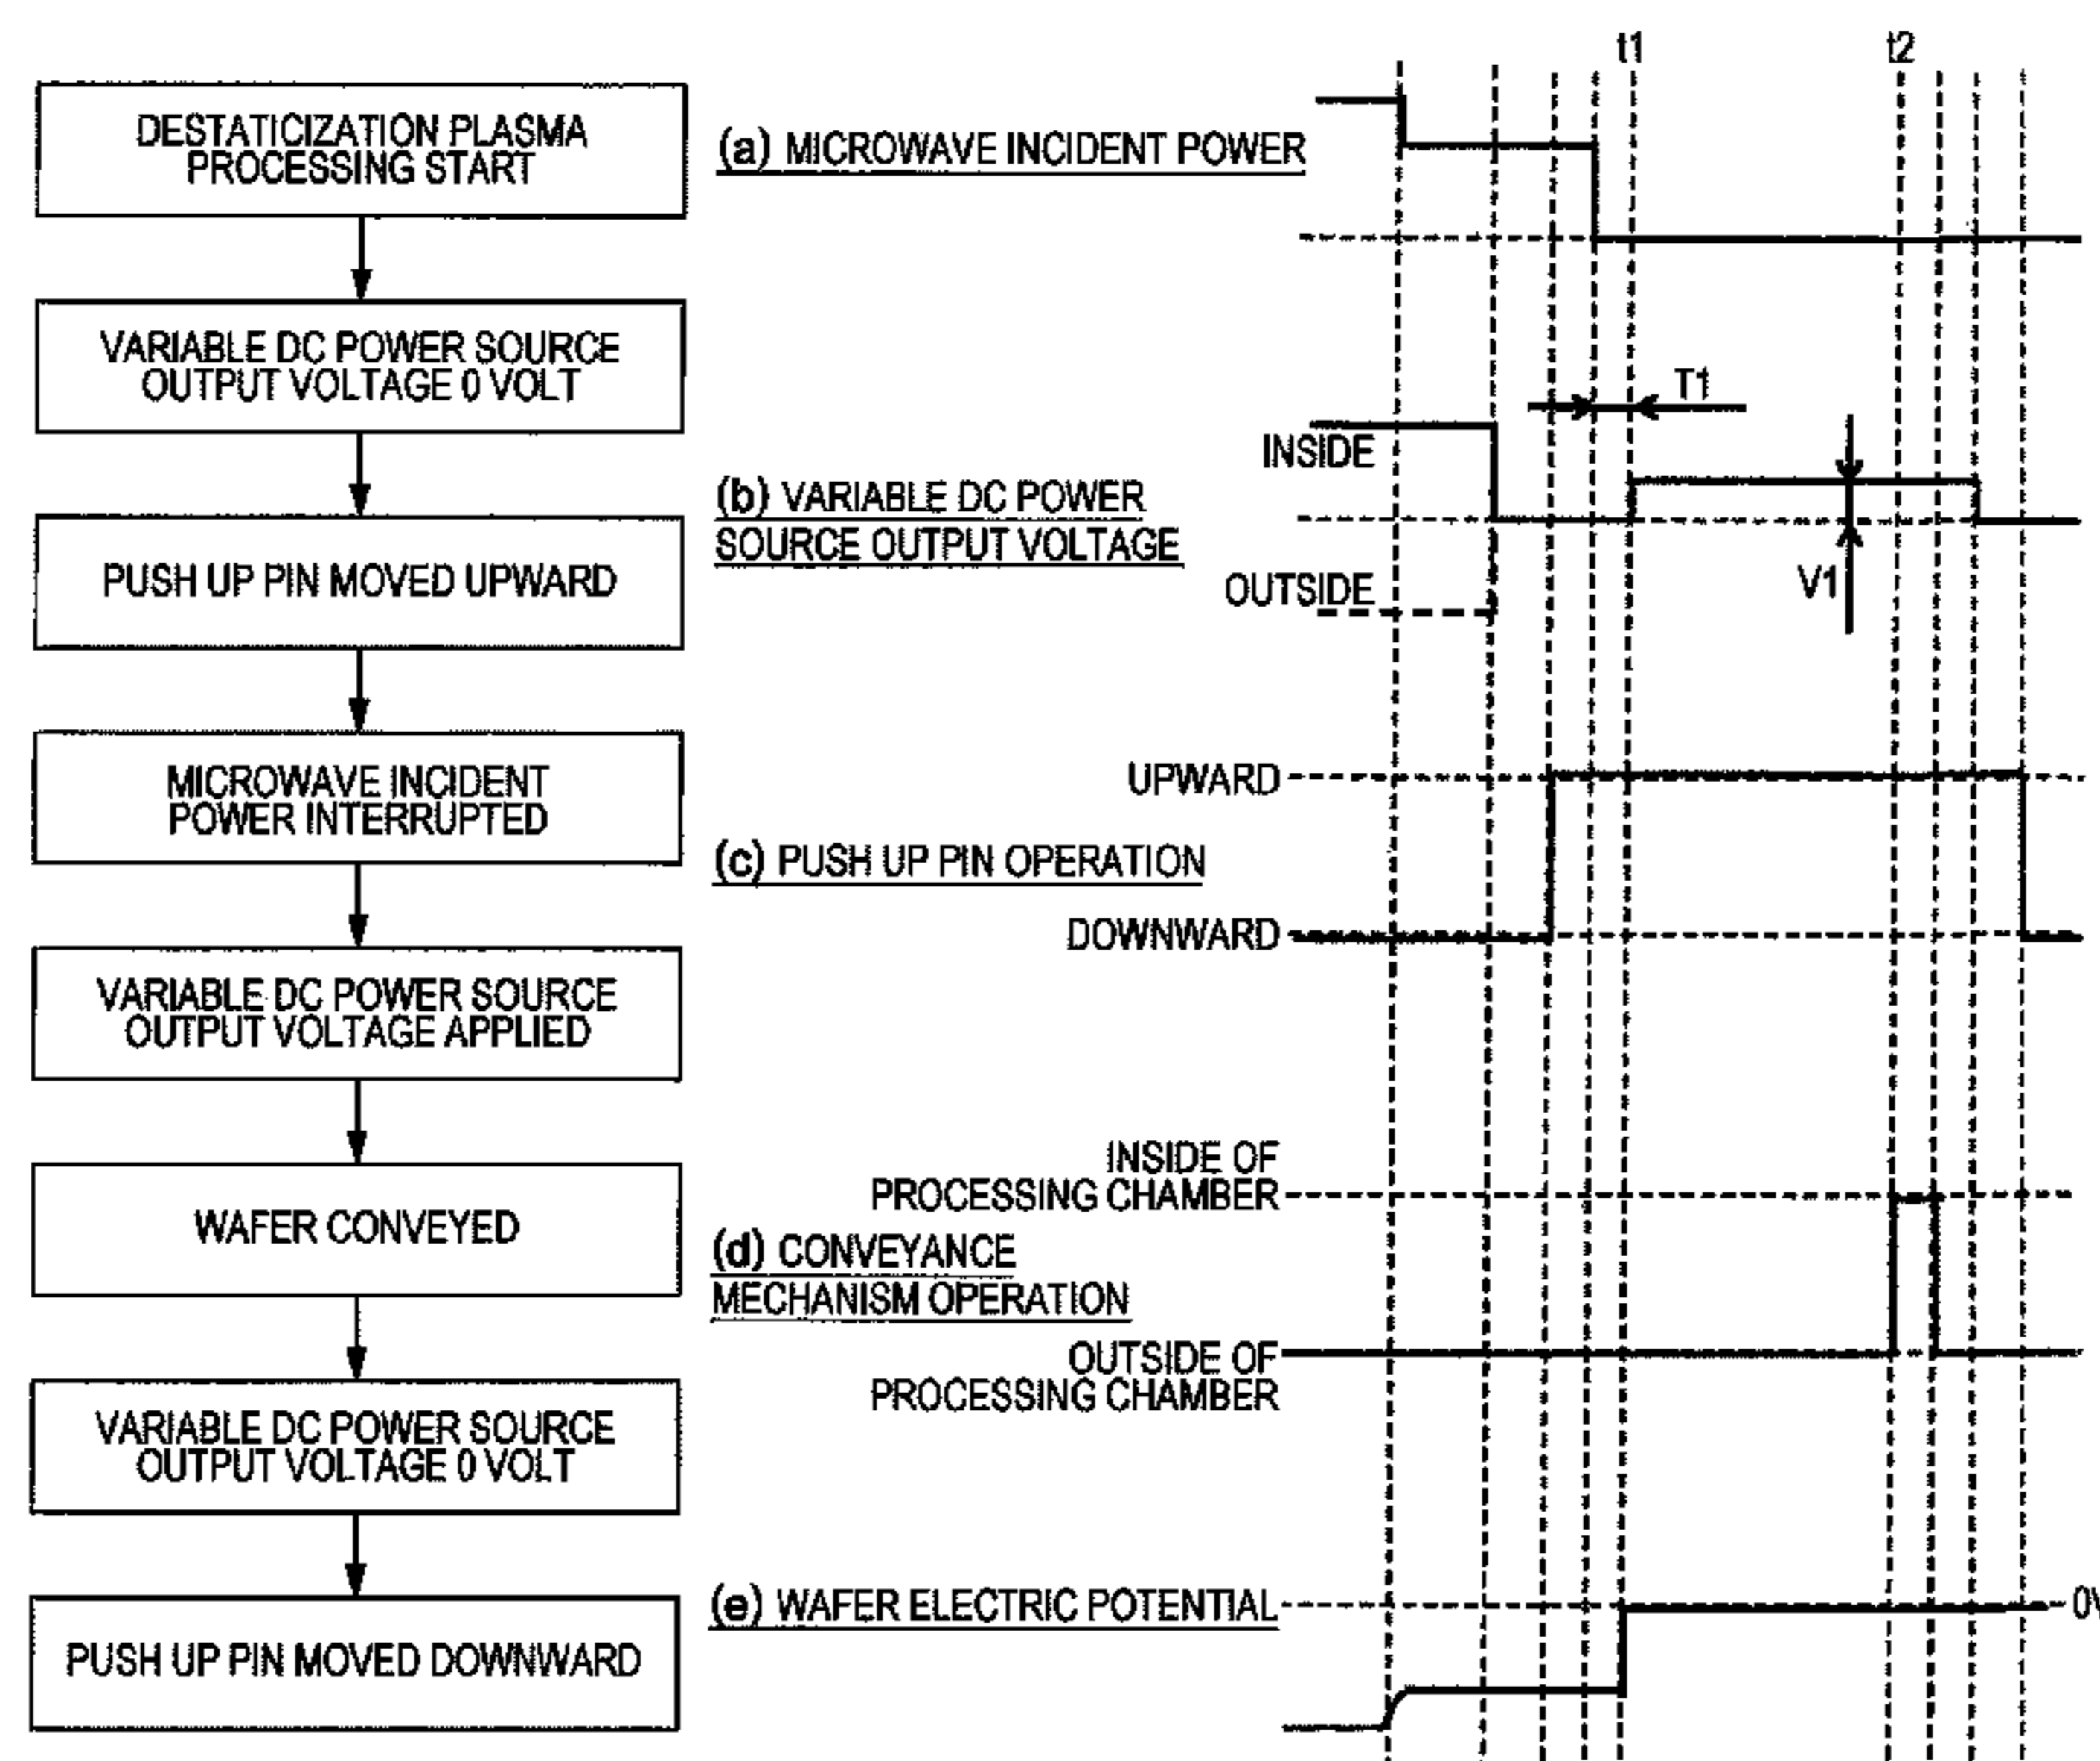 DESTATICIZATION PLASMA
PROCESSING START
VARIABLE DC POWER SOURCE
OUTPUT VOLTAGE 0 VOLT
PUSH UP PIN MOVED UPWARD
MICROWAVE INCIDENT
POWER INTERRUPTED
VARIABLE DC POWER SOURCE
OUTPUT VOLTAGE APPLIED
WAFER CONVEYED
VARIABLE DC POWER SOURCE
OUTPUT VOLTAGE 0 VOLT
PUSH UP PIN MOVED DOWNWARD
t1
t2
(a) MICROWAVE INCIDENT POWER
T1
INSIDE
(b) VARIABLE DC POWER
SOURCE OUTPUT VOLTAGE
OUTSIDE
V1
UPWARD
(c) PUSH UP PIN OPERATION
DOWNWARD
INSIDE OF
PROCESSING CHAMBER
(d) CONVEYANCE
MECHANISM OPERATION
OUTSIDE OF
PROCESSING CHAMBER
(e) WAFER ELECTRIC POTENTIAL
0V